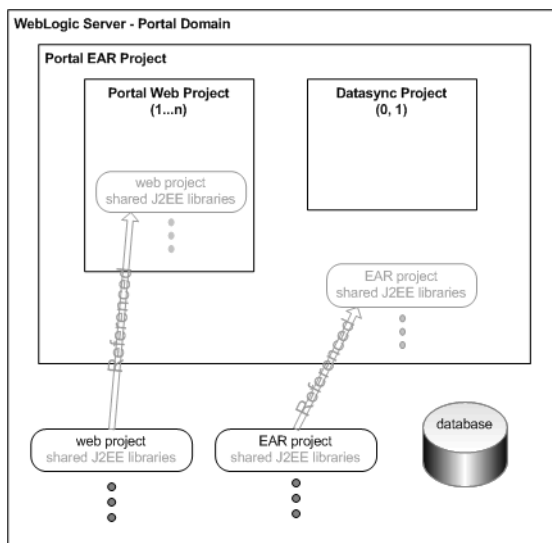 WebLogic Server - Portal Domain
Portal EAR Project
Portal Web Project
(1...n)
Datasync Project
(0, 1)
web project
shared J2EE libraries
EAR project
shared J2EE libraries
Referenced
Referenced
web project
shared J2EE libraries
EAR project
shared J2EE libraries
database